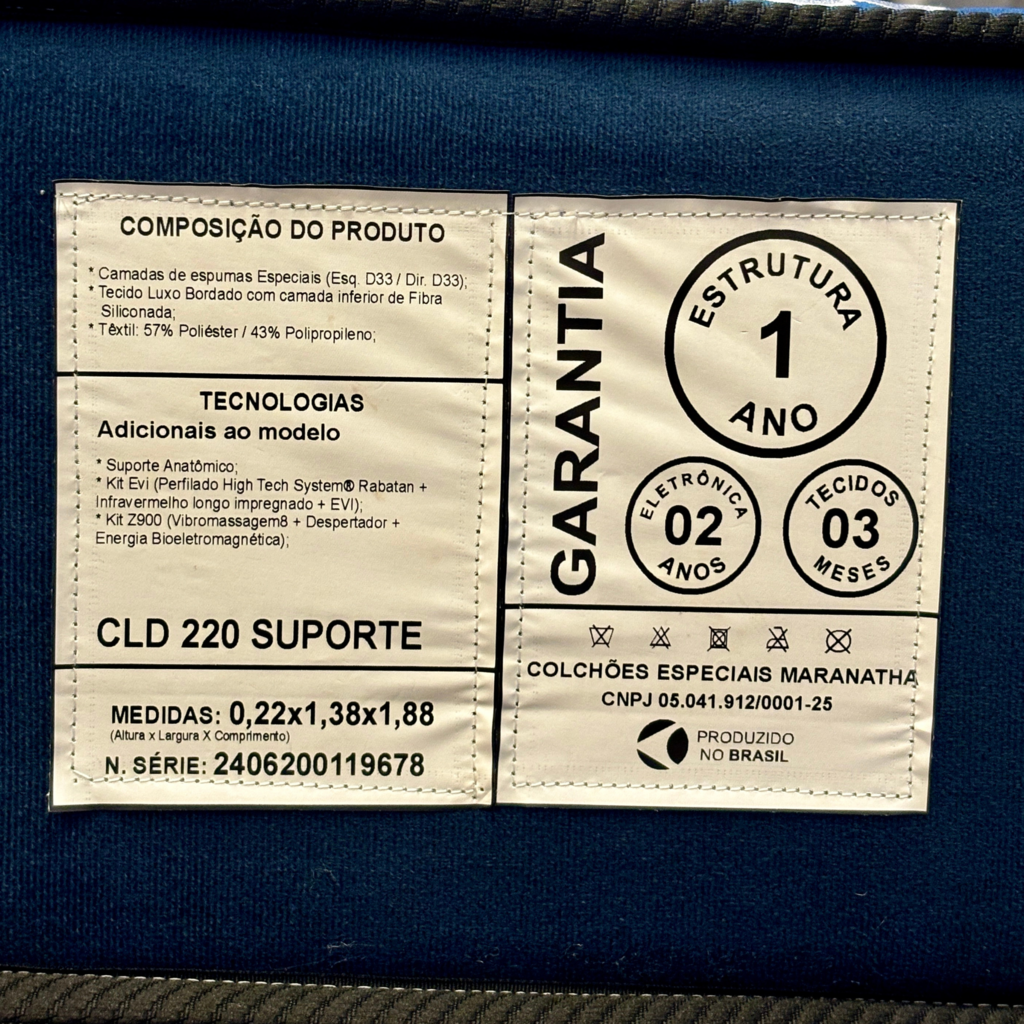 COMPOSIÇÃO DO PRODUTO
* Camadas de espumas Especiais (Esq. D33 / Dir. D33);
* Tecido Luxo Bordado com camada inferior de Fibra
Siliconada;
* Têxtil: 57% Poliéster / 43% Polipropileno;
TECNOLOGIAS
Adicionais ao modelo
* Suporte Anatômico;
* Kit Evi (Perfilado High Tech System® Rabatan +
Infravermelho longo impregnado + EVI);
* Kit Z900 (Vibromassagem8 + Despertador +
Energia Bioeletromagnética);
CLD 220 SUPORTE
MEDIDAS: 0,22x1,38x1,88
(Altura x Largura X Comprimento)
N. SÉRIE: 2406200119678
GARANTIA
ESTRUTURA
1
ANO
ELETRÔNICA
02
ANOS
TECIDOS
03
MESES
COLCHÕES ESPECIAIS MARANATHA
CNPJ 05.041.912/0001-25
PRODUZIDO
NO BRASIL